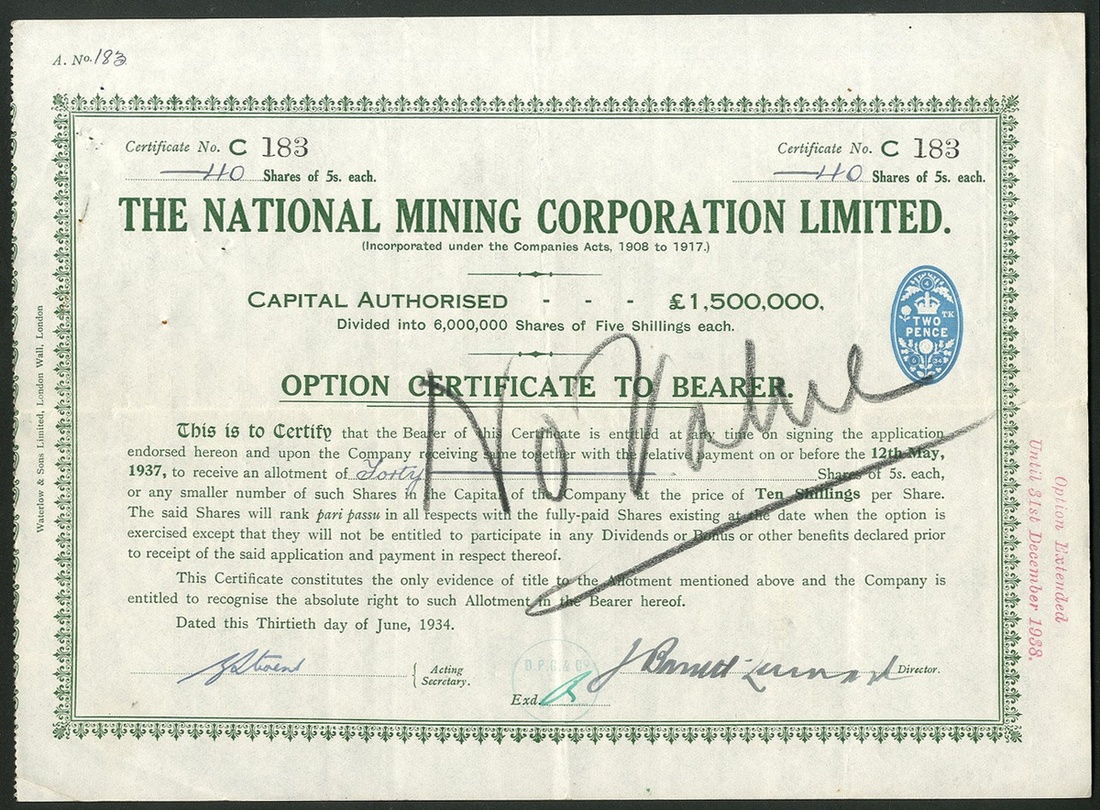 A. No. 183
Certificate No. C 183
Certificate No. C 183
40 Shares of 5s. each.
40 Shares of 5s. each.
THE NATIONAL MINING CORPORATION LIMITED.
(Incorporated under the Companies Acts, 1908 to 1917.)
CAPITAL AUTHORISED - - - £1,500,000,
Divided into 6,000,000 Shares of Five Shillings each.
TWO
PENCE
TK
OPTION CERTIFICATE TO BEARER.
No Value
This is to Certify that the Bearer of this Certificate is entitled at any time on signing the application
endorsed hereon and upon the Company receiving same together with the relative payment on or before the 12th May,
1937, to receive an allotment of Forty Shares of 5s. each,
or any smaller number of such Shares in the Capital of the Company at the price of Ten Shillings per Share.
The said Shares will rank pari passu in all respects with the fully-paid Shares existing at the date when the option is
exercised except that they will not be entitled to participate in any Dividends or Bonus or other benefits declared prior
to receipt of the said application and payment in respect thereof.
This Certificate constitutes the only evidence of title to the Allotment mentioned above and the Company is
entitled to recognise the absolute right to such Allotment in the Bearer hereof.
Dated this Thirtieth day of June, 1934.
Acting
Secretary.
D.P.G. & Co
Exd.
Director.
Waterlow & Sons Limited, London Wall, London
Option Extended
Until 31st December 1938.